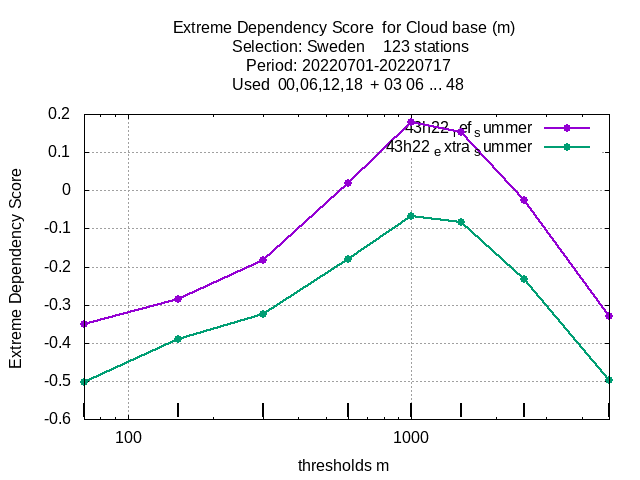 Extreme Dependency Score  for Cloud base (m)
Selection: Sweden    123 stations
Period: 20220701-20220717
Used  00,06,12,18  + 03 06 ... 48
43h22_ref_summer
43h22_extra_summer
0.2
0.1
0
-0.1
-0.2
-0.3
-0.4
-0.5
-0.6
Extreme Dependency Score
100 1000
thresholds m